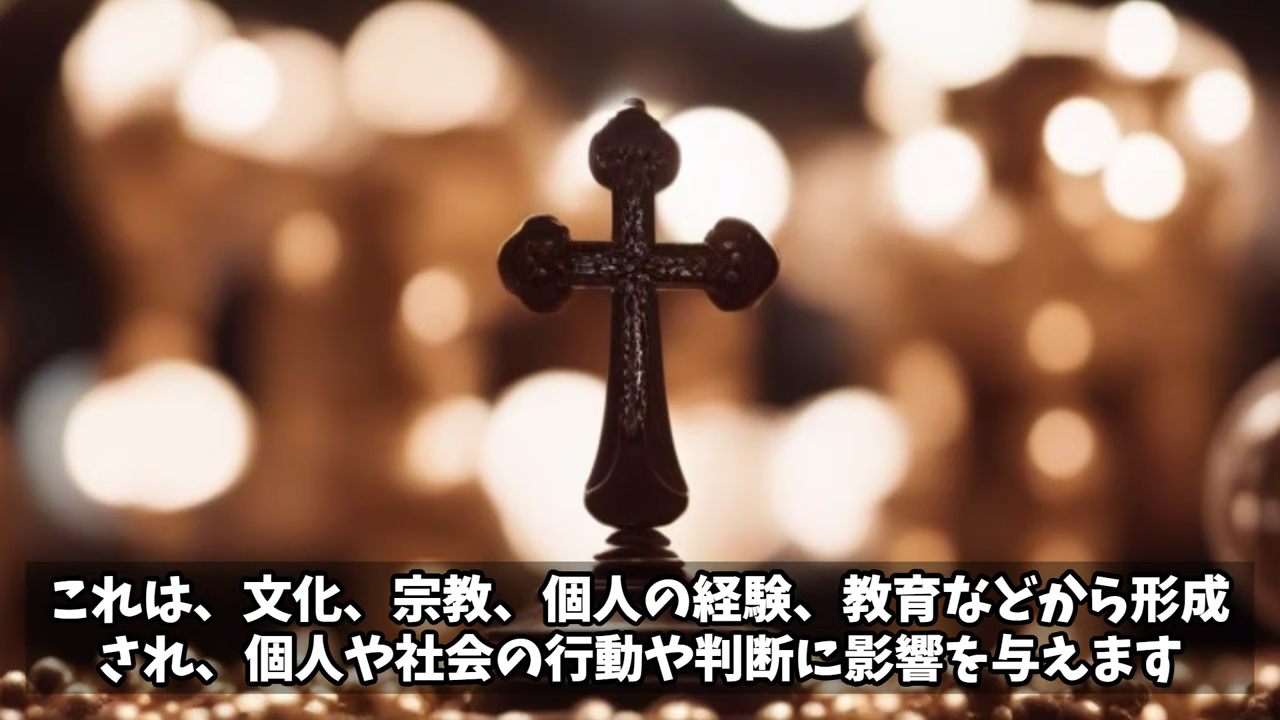 これは、文化、宗教、個人の経験、教育などから形成
され、個人や社会の行動や判断に影響を与えます